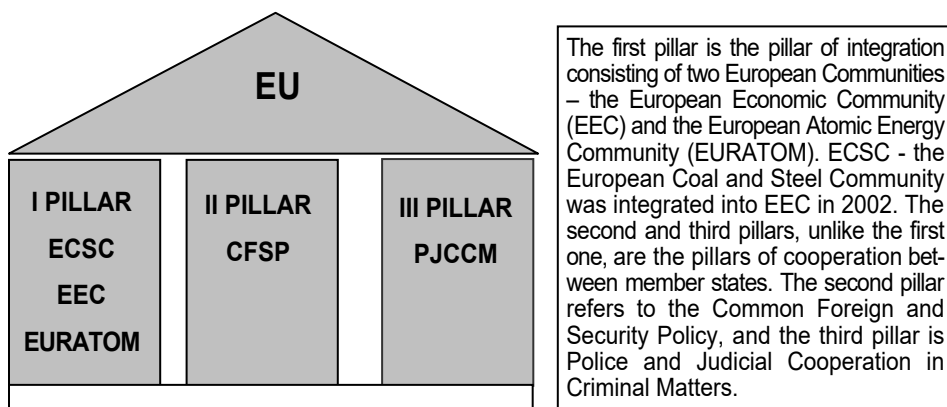 EU
I PILLAR
ECSC
EEC
EURATOM
II PILLAR
CFSP
III PILLAR
PJCCM
The first pillar is the pillar of integration
consisting of two European Communities
– the European Economic Community
(EEC) and the European Atomic Energy
Community (EURATOM). ECSC - the
European Coal and Steel Community
was integrated into EEC in 2002. The
second and third pillars, unlike the first
one, are the pillars of cooperation bet-
ween member states. The second pillar
refers to the Common Foreign and
Security Policy, and the third pillar is
Police and Judicial Cooperation in
Criminal Matters.